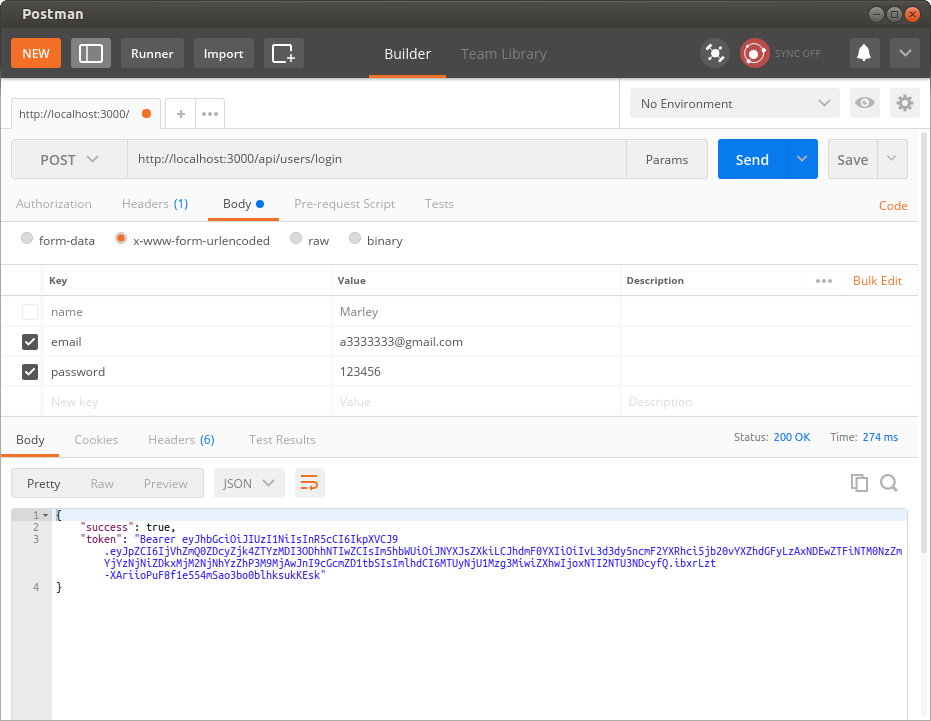 Postman
NEW Runner Import Builder Team Library SYNC OFF
http://localhost:3000/ + ••• No Environment
POST http://localhost:3000/api/users/login Params Send Save
Authorization Headers (1) Body Pre-request Script Tests Code
form-data x-www-form-urlencoded raw binary
Key Value Description ••• Bulk Edit
name Marley
email a3333333@gmail.com
password 123456
New key Value Description
Body Cookies Headers (6) Test Results Status: 200 OK Time: 274 ms
Pretty Raw Preview JSON
1 {
2 "success": true,
3 "token": "Bearer eyJhbGciOiJIUzI1NiIsInR5cCI6IkpXVCJ9
.eyJpZCI6IjVhZmQ0ZDcyZjk4ZTYzMDI3ODhhNTIwZCIsIm5hbWUiOiJNYXJsZXkiLCJhdmF0YXIiOiIvL3d3dy5ncmF2YXRhci5jb20vYXZhdGFyLzAxNDEwZTFiNTM0NzZm
YjYzNjNiZDkxMjM2NjNhYzZhP3M9MjAwJnI9cGcmZD1tbSIsImlhdCI6MTUyNjU1Mzg3MiwiZXhwIjoxNTI2NTU3NDcyfQ.ibxrLzt
-XAriioPuF8f1e554mSao3bo0blhksukKEsk"
4 }